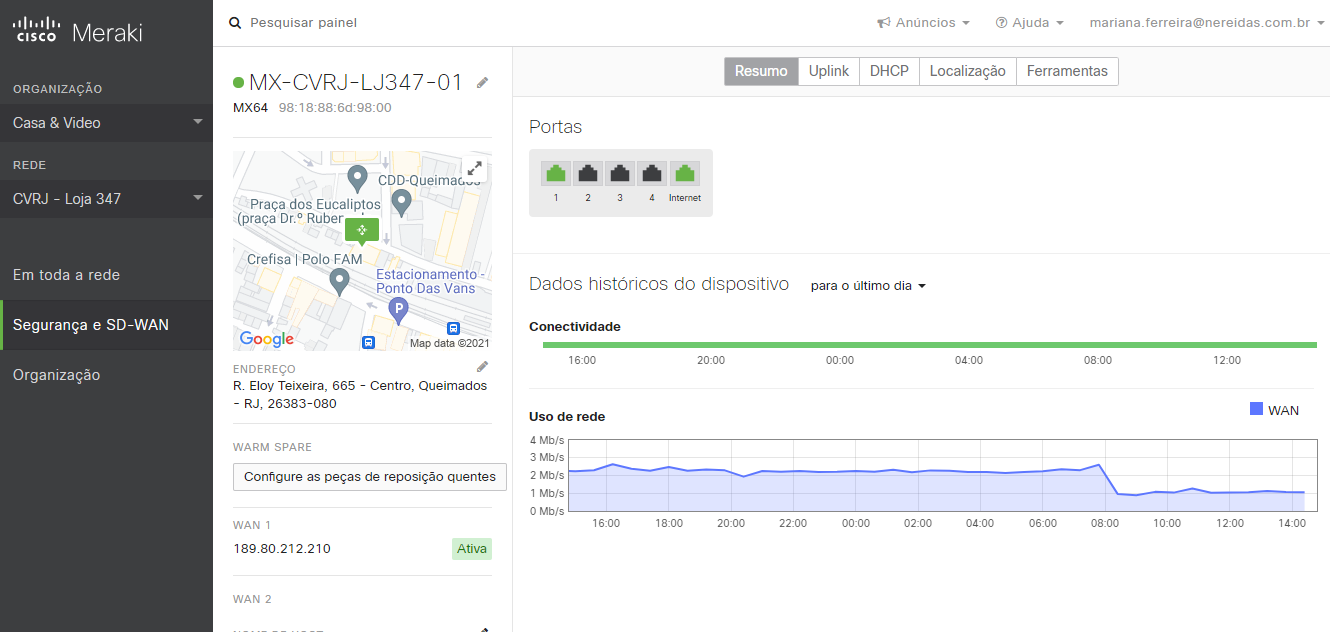 CISCO Meraki
ORGANIZAÇÃO
Casa & Video
REDE
CVRJ - Loja 347
Em toda a rede
Segurança e SD-WAN
Organização
Pesquisar painel
Anúncios
Ajuda
mariana.ferreira@nereidas.com.br
MX-CVRJ-LJ347-01
MX64 98:18:88:6d:98:00
CDD-Queimados
Praça dos Eucaliptos
(praça Dr.º Ruber
Crefisa | Polo FAM
Estacionamento -
Ponto Das Vans
P
Google
Map data ©2021
ENDEREÇO
R. Eloy Teixeira, 665 - Centro, Queimados
- RJ, 26383-080
WARM SPARE
Configure as peças de reposição quentes
WAN 1
189.80.212.210
Ativa
WAN 2
Resumo
Uplink
DHCP
Localização
Ferramentas
Portas
1 2 3 4 Internet
Dados históricos do dispositivo
para o último dia
Conectividade
16:00 20:00 00:00 04:00 08:00 12:00
Uso de rede
WAN
4 Mb/s
3 Mb/s
2 Mb/s
1 Mb/s
0 Mb/s
16:00 18:00 20:00 22:00 00:00 02:00 04:00 06:00 08:00 10:00 12:00 14:00